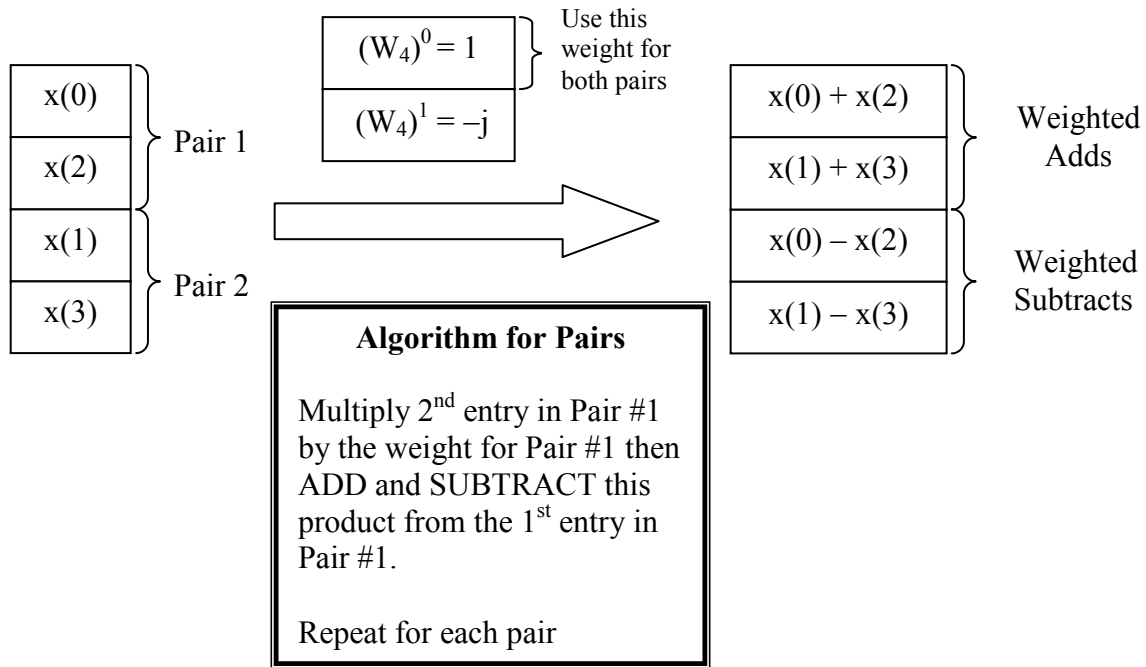 x(0)
x(2)
x(1)
x(3)
Pair 1
Pair 2
(W₄)⁰ = 1
(W₄)¹ = –j
Use this
weight for
both pairs
x(0) + x(2)
x(1) + x(3)
x(0) – x(2)
x(1) – x(3)
Weighted
Adds
Weighted
Subtracts
Algorithm for Pairs
Multiply 2ⁿᵈ entry in Pair #1
by the weight for Pair #1 then
ADD and SUBTRACT this
product from the 1ˢᵗ entry in
Pair #1.
Repeat for each pair